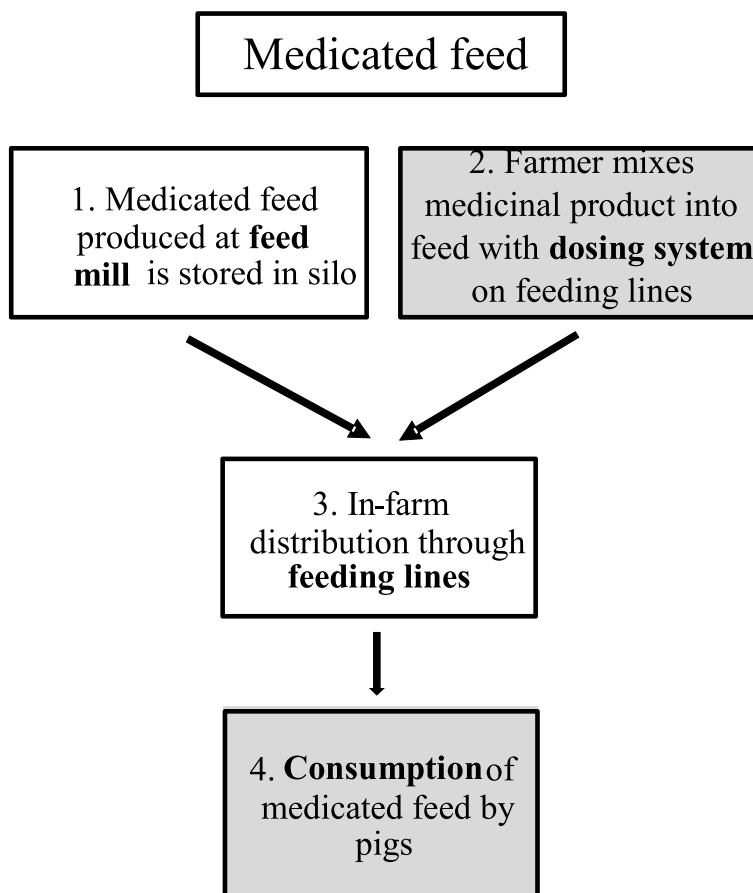 Medicated feed
1. Medicated feed
produced at feed
mill is stored in silo
2. Farmer mixes
medicinal product into
feed with dosing system
on feeding lines
3. In-farm
distribution through
feeding lines
4. Consumption of
medicated feed by
pigs